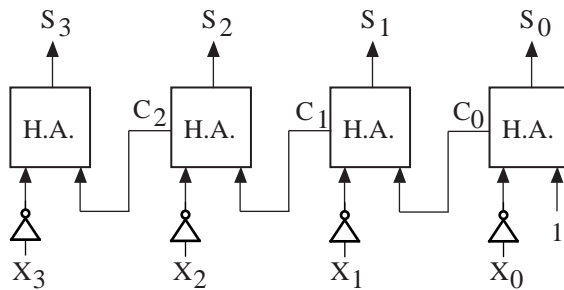 S3 S2 S1 S0
H.A. C2 H.A. C1 H.A. C0 H.A.
X3 X2 X1 X0 1